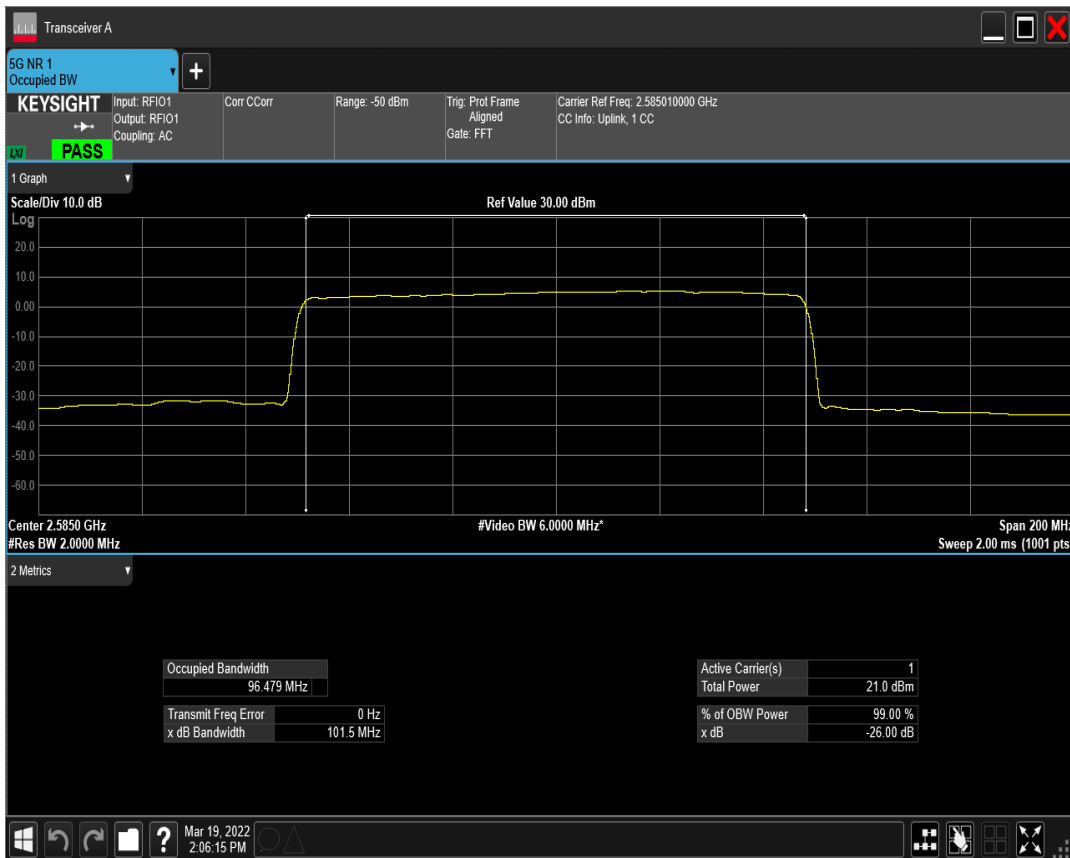 Transceiver A
5G NR 1
Occupied BW
KEYSIGHT
LXI
PASS
Input: RFIO1
Output: RFIO1
Coupling: AC
Corr CCorr
Range: -50 dBm
Trig: Prot Frame
Aligned
Gate: FFT
Carrier Ref Freq: 2.585010000 GHz
CC Info: Uplink, 1 CC
1 Graph
Scale/Div 10.0 dB
Ref Value 30.00 dBm
Log
20.0
10.0
0.00
-10.0
-20.0
-30.0
-40.0
-50.0
-60.0
Center 2.5850 GHz
#Video BW 6.0000 MHz*
Span 200 MHz
#Res BW 2.0000 MHz
Sweep 2.00 ms (1001 pts
2 Metrics
Occupied Bandwidth
96.479 MHz
Transmit Freq Error 0 Hz
x dB Bandwidth 101.5 MHz
Active Carrier(s) 1
Total Power 21.0 dBm
% of OBW Power 99.00 %
x dB -26.00 dB
?
Mar 19, 2022
2:06:15 PM